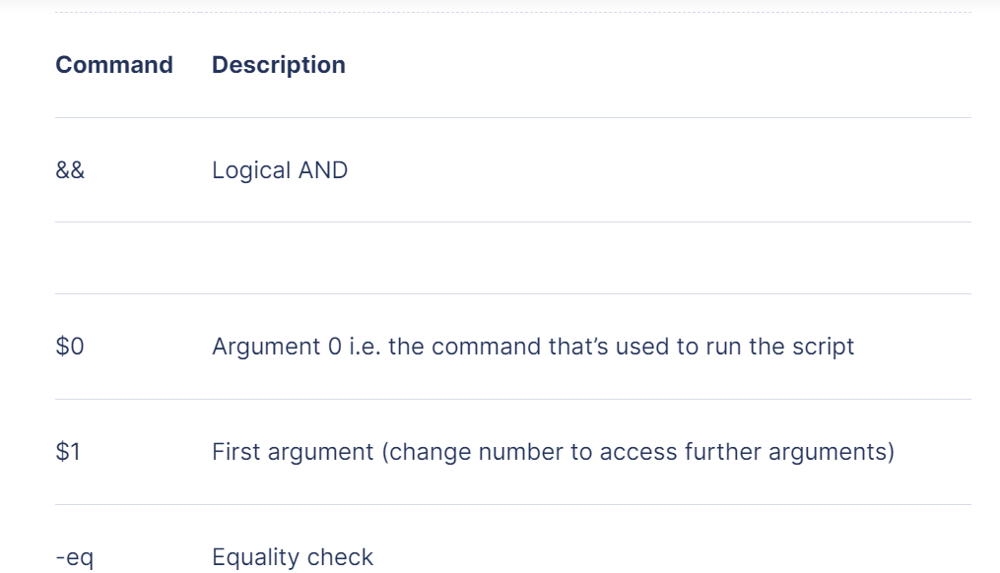 Command Description
&& Logical AND
$0 Argument 0 i.e. the command that’s used to run the script
$1 First argument (change number to access further arguments)
-eq Equality check